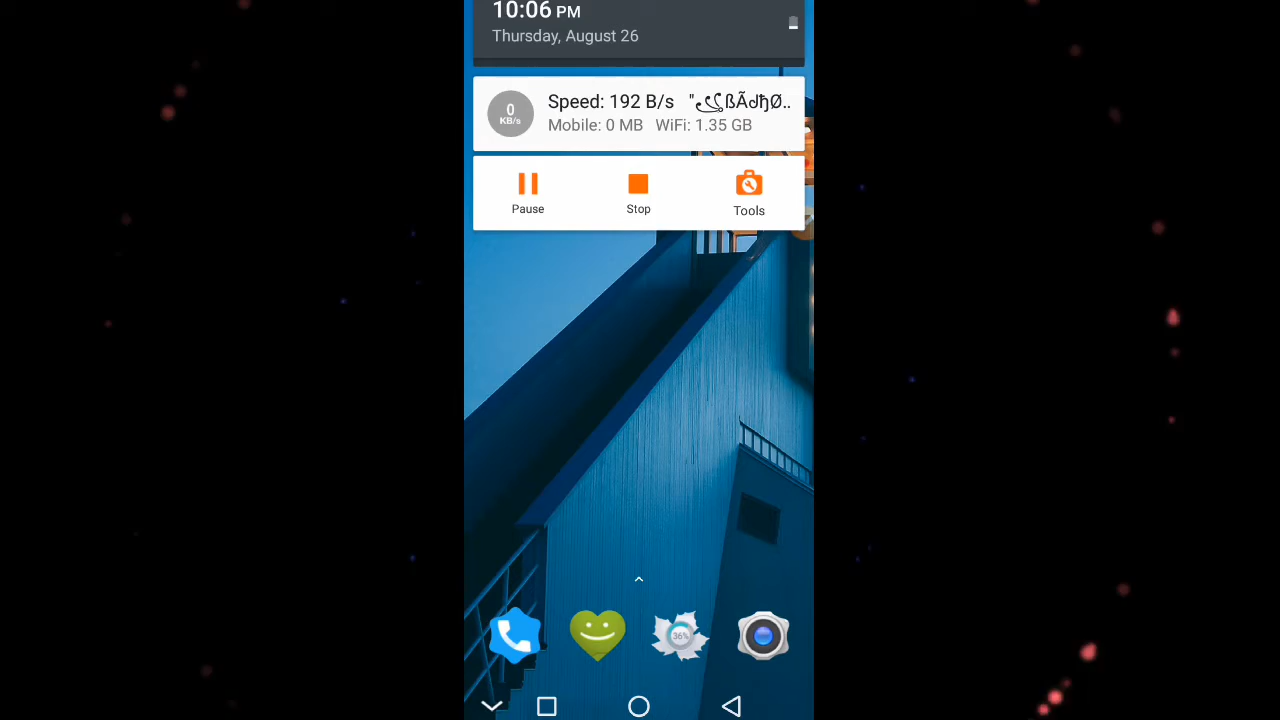 10:06 PM
Thursday, August 26
0
KB/s
Speed: 192 B/s
Mobile: 0 MB WiFi: 1.35 GB
Pause
Stop
Tools
36%